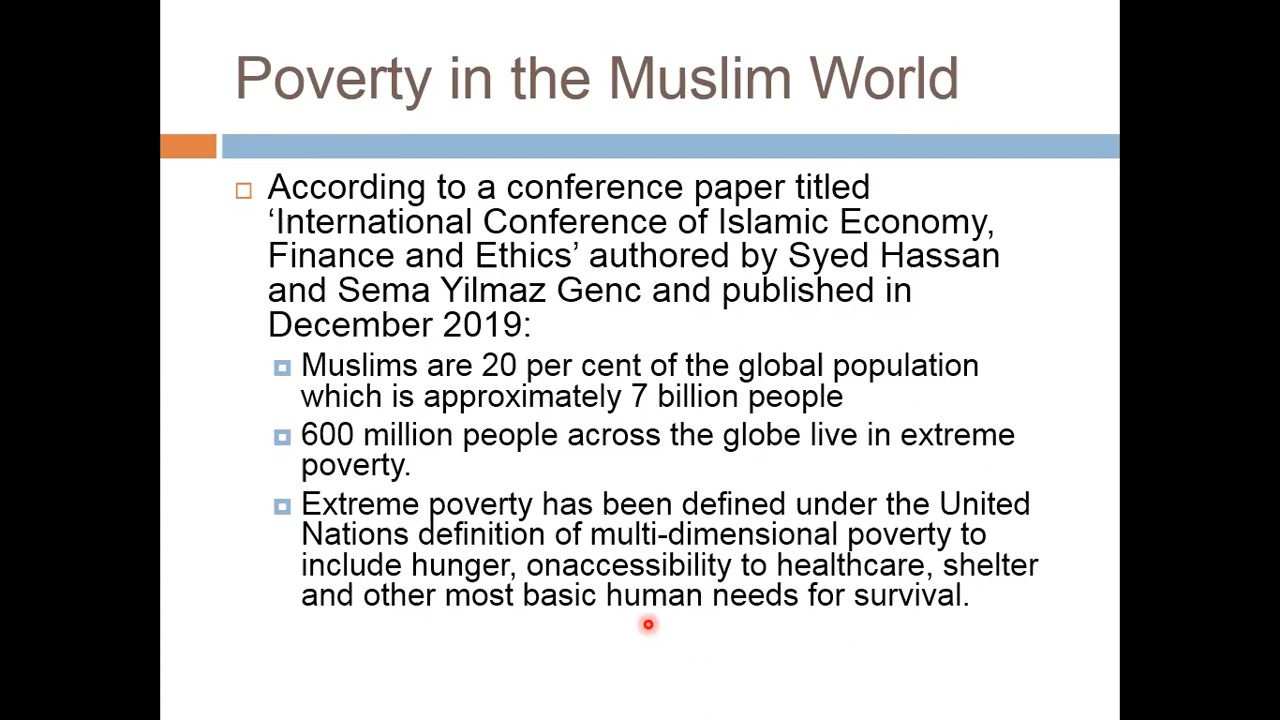 Poverty in the Muslim World
According to a conference paper titled
‘International Conference of Islamic Economy,
Finance and Ethics’ authored by Syed Hassan
and Sema Yilmaz Genc and published in
December 2019:
Muslims are 20 per cent of the global population
which is approximately 7 billion people
600 million people across the globe live in extreme
poverty.
Extreme poverty has been defined under the United
Nations definition of multi-dimensional poverty to
include hunger, onaccessibility to healthcare, shelter
and other most basic human needs for survival.